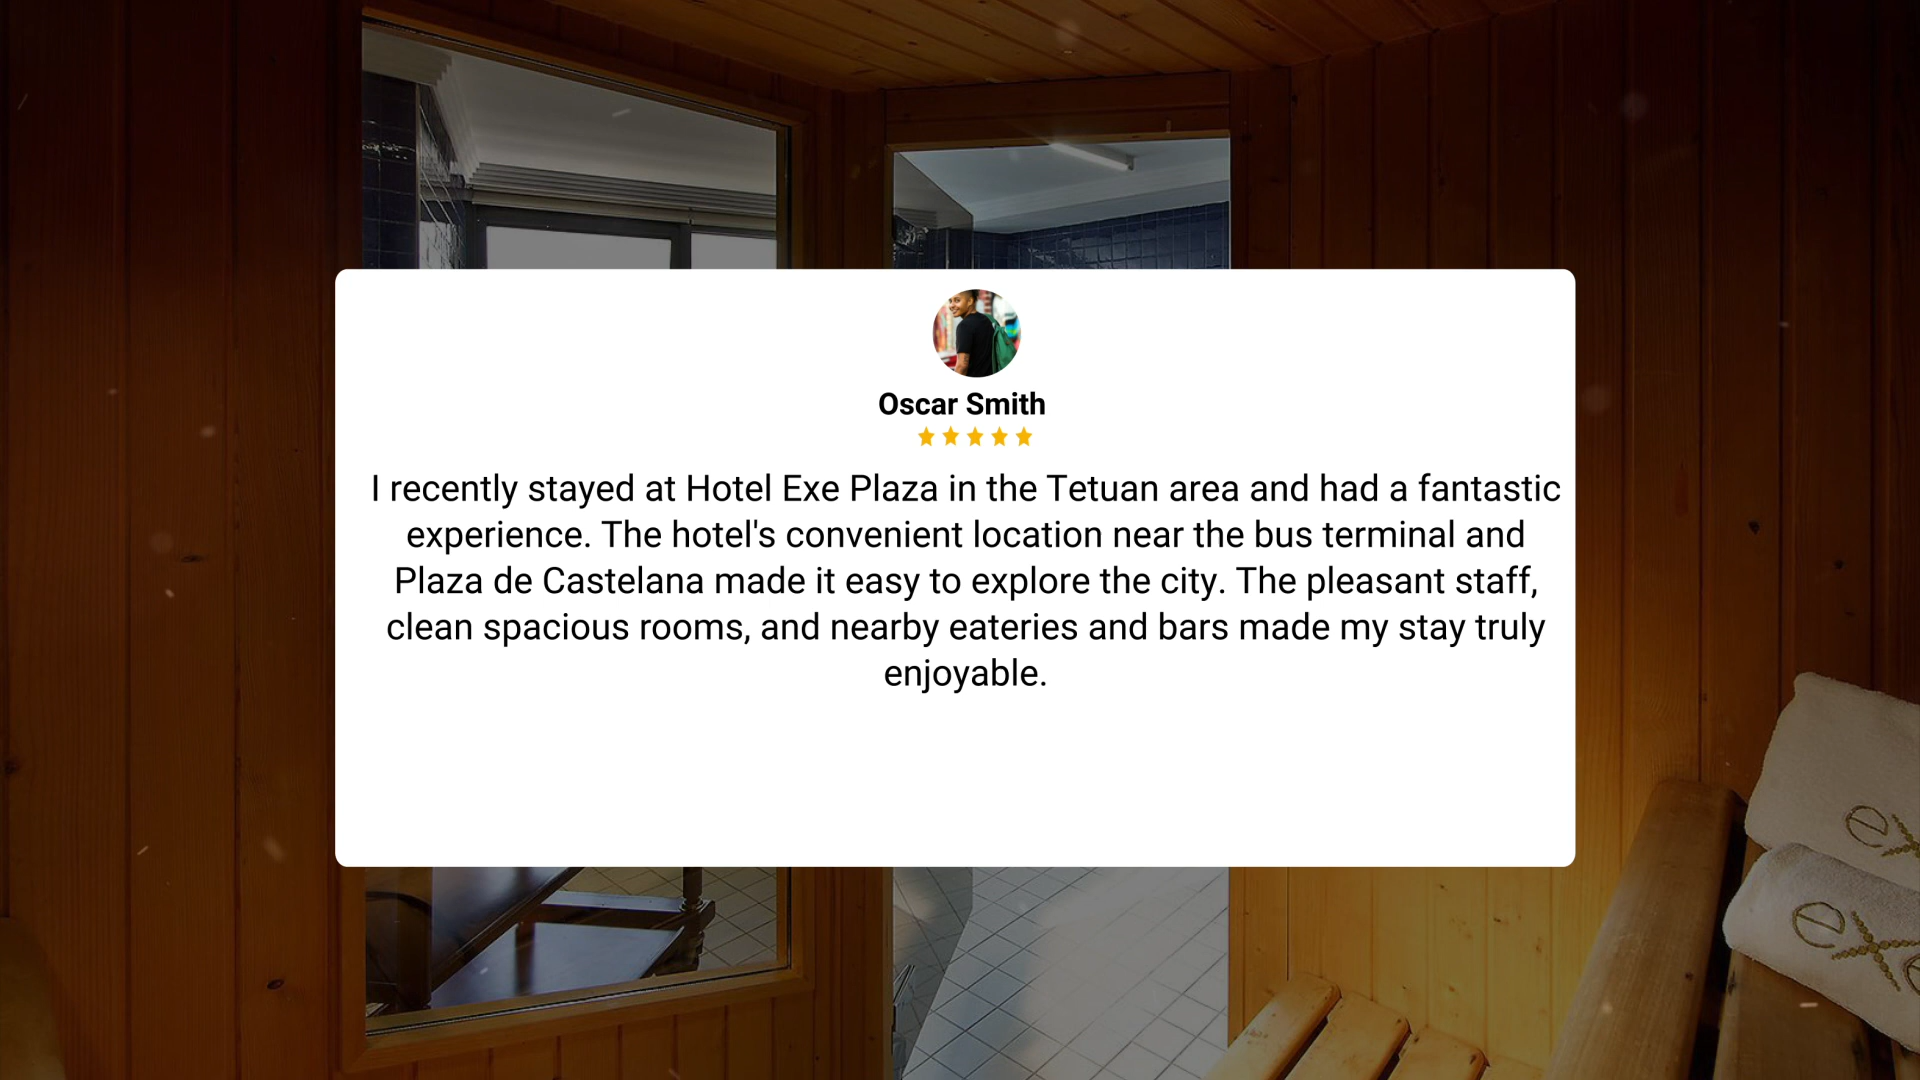 Oscar Smith
I recently stayed at Hotel Exe Plaza in the Tetuan area and had a fantastic
experience. The hotel's convenient location near the bus terminal and
Plaza de Castelana made it easy to explore the city. The pleasant staff,
clean spacious rooms, and nearby eateries and bars made my stay truly
enjoyable.
ex
exe